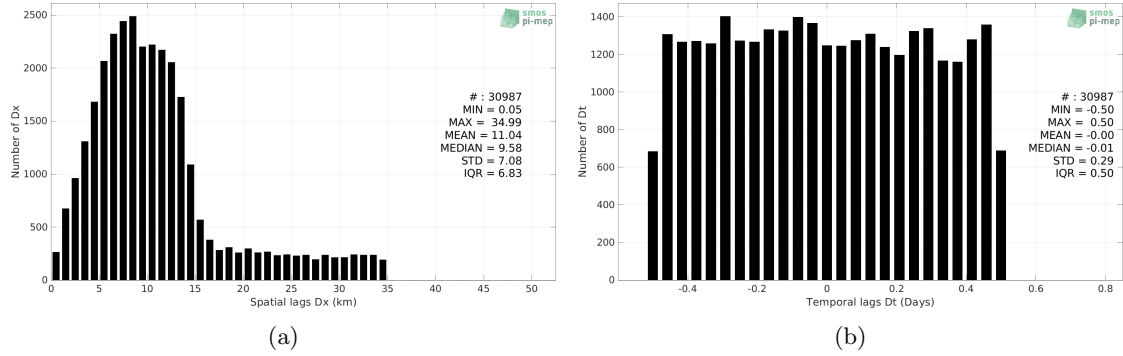 smos
pi-mep
2500
2000
1500
1000
500
0
Number of Dx
# : 30987
MIN = 0.05
MAX = 34.99
MEAN = 11.04
MEDIAN = 9.58
STD = 7.08
IQR = 6.83
0 5 10 15 20 25 30 35 40 45 50
Spatial lags Dx (km)
(a)
smos
pi-mep
1400
1200
1000
800
600
400
200
0
Number of Dt
# : 30987
MIN = -0.50
MAX = 0.50
MEAN = -0.00
MEDIAN = -0.01
STD = 0.29
IQR = 0.50
-0.4 -0.2 0 0.2 0.4 0.6 0.8
Temporal lags Dt (Days)
(b)